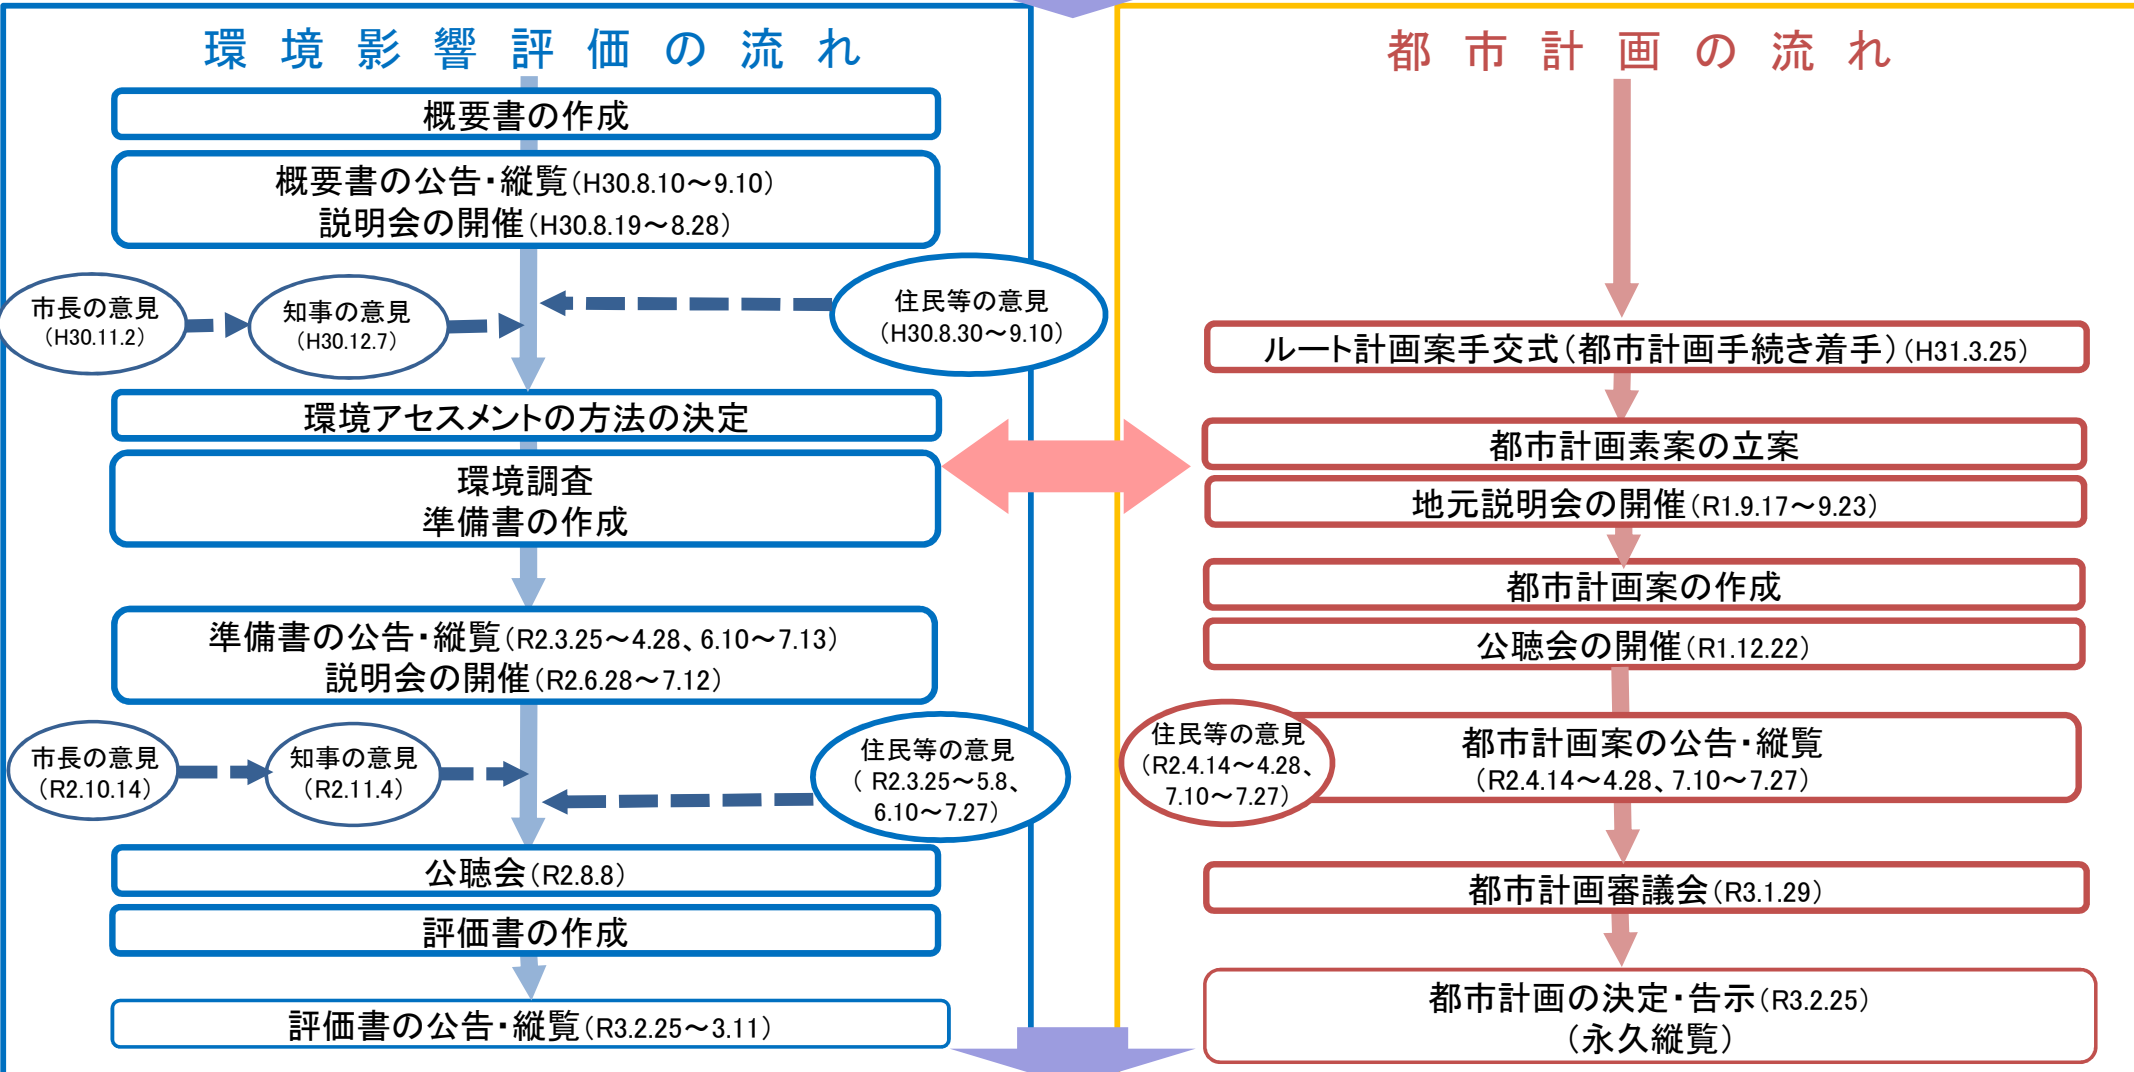 環境影響評価の流れ
概要書の作成
概要書の公告・縦覧(H30.8.10～9.10)
説明会の開催(H30.8.19～8.28)
市長の意見
(H30.11.2)
知事の意見
(H30.12.7)
住民等の意見
(H30.8.30～9.10)
環境アセスメントの方法の決定
環境調査
準備書の作成
準備書の公告・縦覧(R2.3.25～4.28、6.10～7.13)
説明会の開催(R2.6.28～7.12)
市長の意見
(R2.10.14)
知事の意見
(R2.11.4)
住民等の意見
( R2.3.25～5.8、
6.10～7.27)
公聴会(R2.8.8)
評価書の作成
評価書の公告・縦覧(R3.2.25～3.11)
都市計画の流れ
ルート計画案手交式(都市計画手続き着手)(H31.3.25)
都市計画素案の立案
地元説明会の開催(R1.9.17～9.23)
都市計画案の作成
公聴会の開催(R1.12.22)
住民等の意見
(R2.4.14～4.28、
7.10～7.27)
都市計画案の公告・縦覧
(R2.4.14～4.28、7.10～7.27)
都市計画審議会(R3.1.29)
都市計画の決定・告示(R3.2.25)
(永久縦覧)